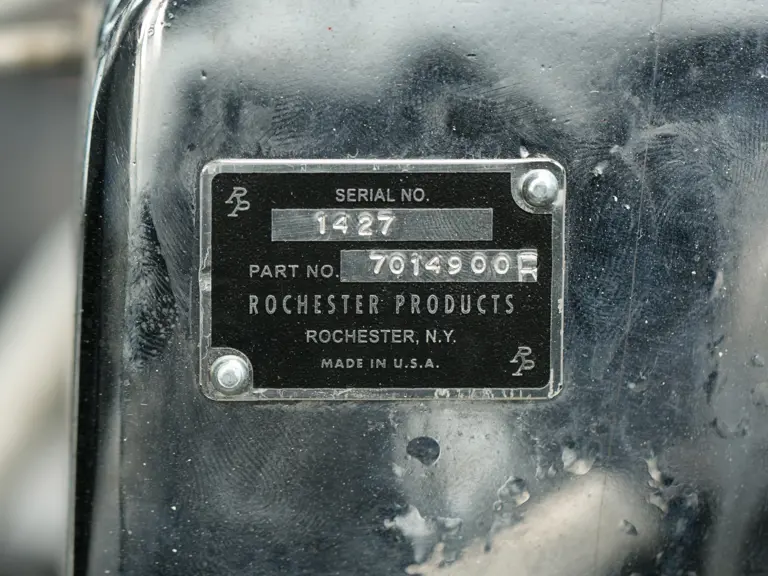 RP
SERIAL NO.
1427
PART NO. 7014900R
ROCHESTER PRODUCTS
ROCHESTER, N.Y.
MADE IN U.S.A.
RP